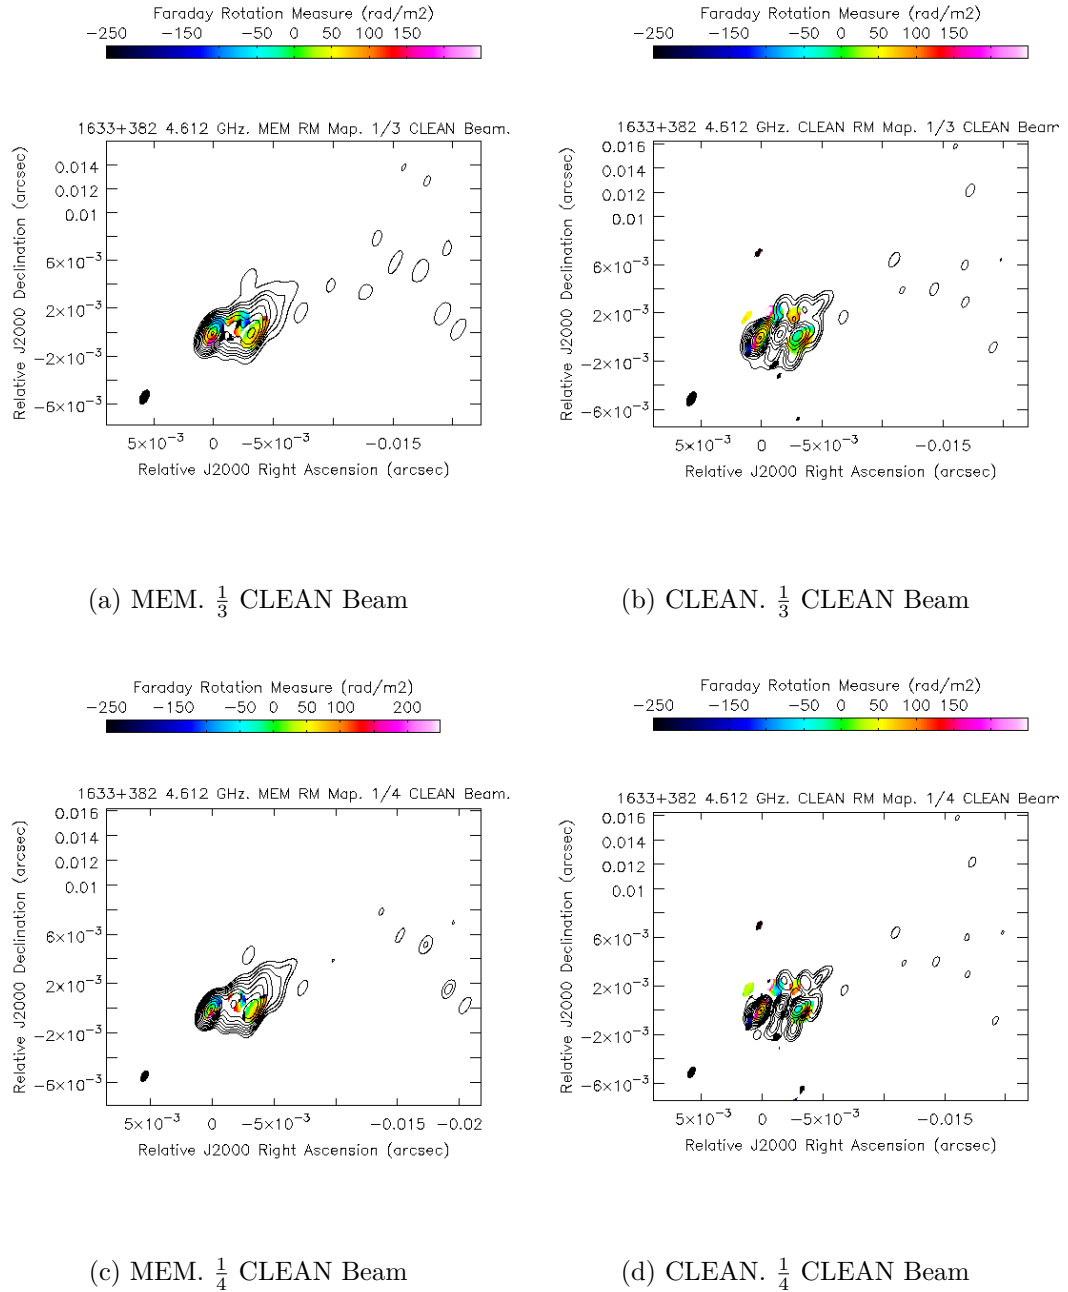 Faraday Rotation Measure (rad/m2)
−250 −150 −50 0 50 100 150
1633+382 4.612 GHz. MEM RM Map. 1/3 CLEAN Beam.
Relative J2000 Declination (arcsec)
0.014
0.012
0.01
6×10⁻³
2×10⁻³
−2×10⁻³
−6×10⁻³
5×10⁻³ 0 −5×10⁻³ −0.015
Relative J2000 Right Ascension (arcsec)
(a) MEM. 1/3 CLEAN Beam
Faraday Rotation Measure (rad/m2)
−250 −150 −50 0 50 100 150
1633+382 4.612 GHz. CLEAN RM Map. 1/3 CLEAN Bear
Relative J2000 Declination (arcsec)
0.016
0.014
0.012
0.01
6×10⁻³
2×10⁻³
−2×10⁻³
−6×10⁻³
5×10⁻³ 0 −5×10⁻³ −0.015
Relative J2000 Right Ascension (arcsec)
(b) CLEAN. 1/3 CLEAN Beam
Faraday Rotation Measure (rad/m2)
−250 −150 −50 0 50 100 200
1633+382 4.612 GHz. MEM RM Map. 1/4 CLEAN Beam.
Relative J2000 Declination (arcsec)
0.016
0.014
0.012
0.01
6×10⁻³
2×10⁻³
−2×10⁻³
−6×10⁻³
5×10⁻³ 0 −5×10⁻³ −0.015 −0.02
Relative J2000 Right Ascension (arcsec)
(c) MEM. 1/4 CLEAN Beam
Faraday Rotation Measure (rad/m2)
−250 −150 −50 0 50 100 150
1633+382 4.612 GHz. CLEAN RM Map. 1/4 CLEAN Bear
Relative J2000 Declination (arcsec)
0.016
0.014
0.012
0.01
6×10⁻³
2×10⁻³
−2×10⁻³
−6×10⁻³
5×10⁻³ 0 −5×10⁻³ −0.015
Relative J2000 Right Ascension (arcsec)
(d) CLEAN. 1/4 CLEAN Beam